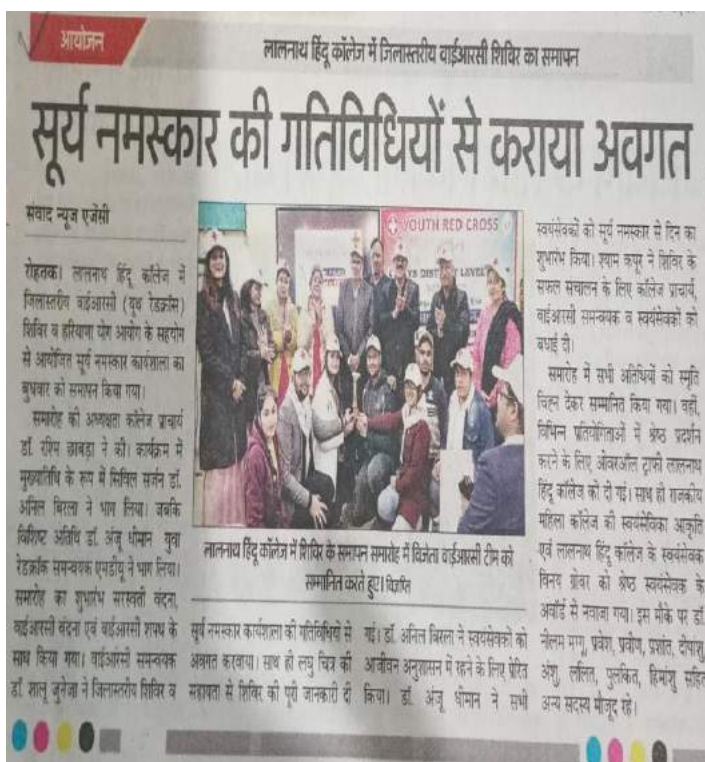 आयोजन
लालनाथ हिंदू कॉलेज में जिलास्तरीय वाईआरसी शिविर का समापन
सूर्य नमस्कार की गतिविधियों से कराया अवगत
संवाद न्यूज एजेंसी
रोहतक। लालनाथ हिंदू कॉलेज में
जिलास्तरीय वाईआरसी (यूथ रेडक्रॉस)
शिविर व हरियाणा योग आयोग के सहयोग
से आयोजित सूर्य नमस्कार कार्यशाला का
बुधवार को समापन किया गया।
समारोह की अध्यक्षता कॉलेज प्राचार्य
डॉ. रश्मि छाबड़ा ने की। कार्यक्रम में
मुख्यातिथि के रूप में सिविल सर्जन डॉ.
अनिल बिरला ने भाग लिया। जबकि
विशिष्ट अतिथि डॉ. अंजू धीमान युवा
रेडक्रॉक समन्वयक एमडीयू ने भाग लिया।
समारोह का शुभारंभ सरस्वती वंदना,
वाईआरसी वंदना एवं वाईआरसी शपथ के
साथ किया गया। वाईआरसी समन्वयक
डॉ शालू जुनेजा ने जिलास्तरीय शिविर व
YOUTH RED CROSS
DISTRICT LEVEL
लालनाथ हिंदू कॉलेज में शिविर के समापन समारोह में विजेता वाईआरसी टीम को
सम्मानित करते हुए। विज्ञप्ति
सूर्य नमस्कार कार्यशाला की गतिविधियों से
अवगत करवाया। साथ ही लघु चित्र की
सहायता से शिविर की पूरी जानकारी दी
गई। डॉ. अनिल बिरला ने स्वयंसेवकों को
आजीवन अनुशासन में रहने के लिए प्रेरित
किया। डॉ. अंजू धीमान ने सभी
स्वयंसेवकों को सूर्य नमस्कार से दिन का
शुभारंभ किया। श्याम कपूर ने शिविर के
सफल संचालन के लिए कॉलेज प्राचार्य,
वाईआरसी समन्वयक व स्वयंसेवकों को
बधाई दी।
समारोह में सभी अतिथियों को स्मृति
चिह्न देकर सम्मानित किया गया। वहीं,
विभिन्न प्रतियोगिताओं में श्रेष्ठ प्रदर्शन
करने के लिए ओवरऑल ट्रॉफी लालनाथ
हिंदू कॉलेज को दी गई। साथ ही राजकीय
महिला कॉलेज की स्वयंसेविका आकृति
एवं लालनाथ हिंदू कॉलेज के स्वयंसेवक
विनय ग्रोवर को श्रेष्ठ स्वयंसेवक के
अवॉर्ड से नवाजा गया। इस मौके पर डॉ.
नीलम मग्गू, प्रवेश, प्रवीण, प्रशांत, दीपांशु,
अंशु, ललित, पुलकित, हिमांशु सहित
अन्य सदस्य मौजूद रहे।